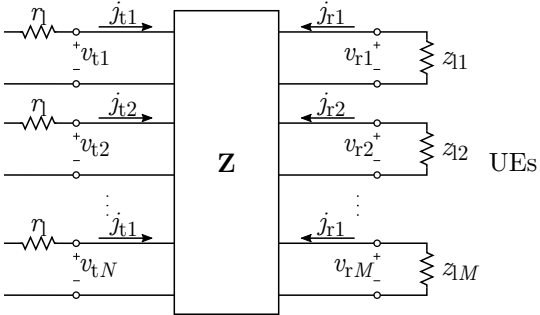 r_l j_t1 j_r1
+ +
v_t1 v_r1 z_l1
− −
r_l j_t2 j_r2
+ +
v_t2 Z v_r2 z_l2 UEs
− −
⋮ ⋮
r_l j_t1 j_r1
+ +
v_tN v_rM z_lM
− −